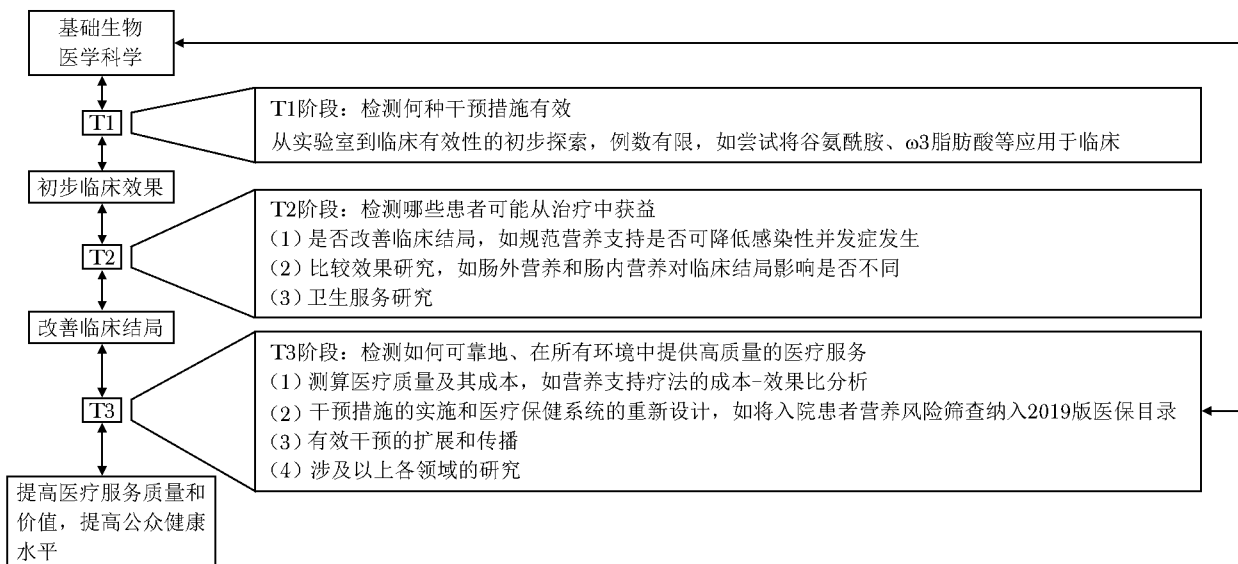 基础生物
医学科学
T1
T1阶段：检测何种干预措施有效
从实验室到临床有效性的初步探索，例数有限，如尝试将谷氨酰胺、ω3脂肪酸等应用于临床
初步临床效果
T2
T2阶段：检测哪些患者可能从治疗中获益
（1）是否改善临床结局，如规范营养支持是否可降低感染性并发症发生
（2）比较效果研究，如肠外营养和肠内营养对临床结局影响是否不同
（3）卫生服务研究
改善临床结局
T3
T3阶段：检测如何可靠地、在所有环境中提供高质量的医疗服务
（1）测算医疗质量及其成本，如营养支持疗法的成本-效果比分析
（2）干预措施的实施和医疗保健系统的重新设计，如将入院患者营养风险筛查纳入2019版医保目录
（3）有效干预的扩展和传播
（4）涉及以上各领域的研究
提高医疗服务质量和
价值，提高公众健康
水平